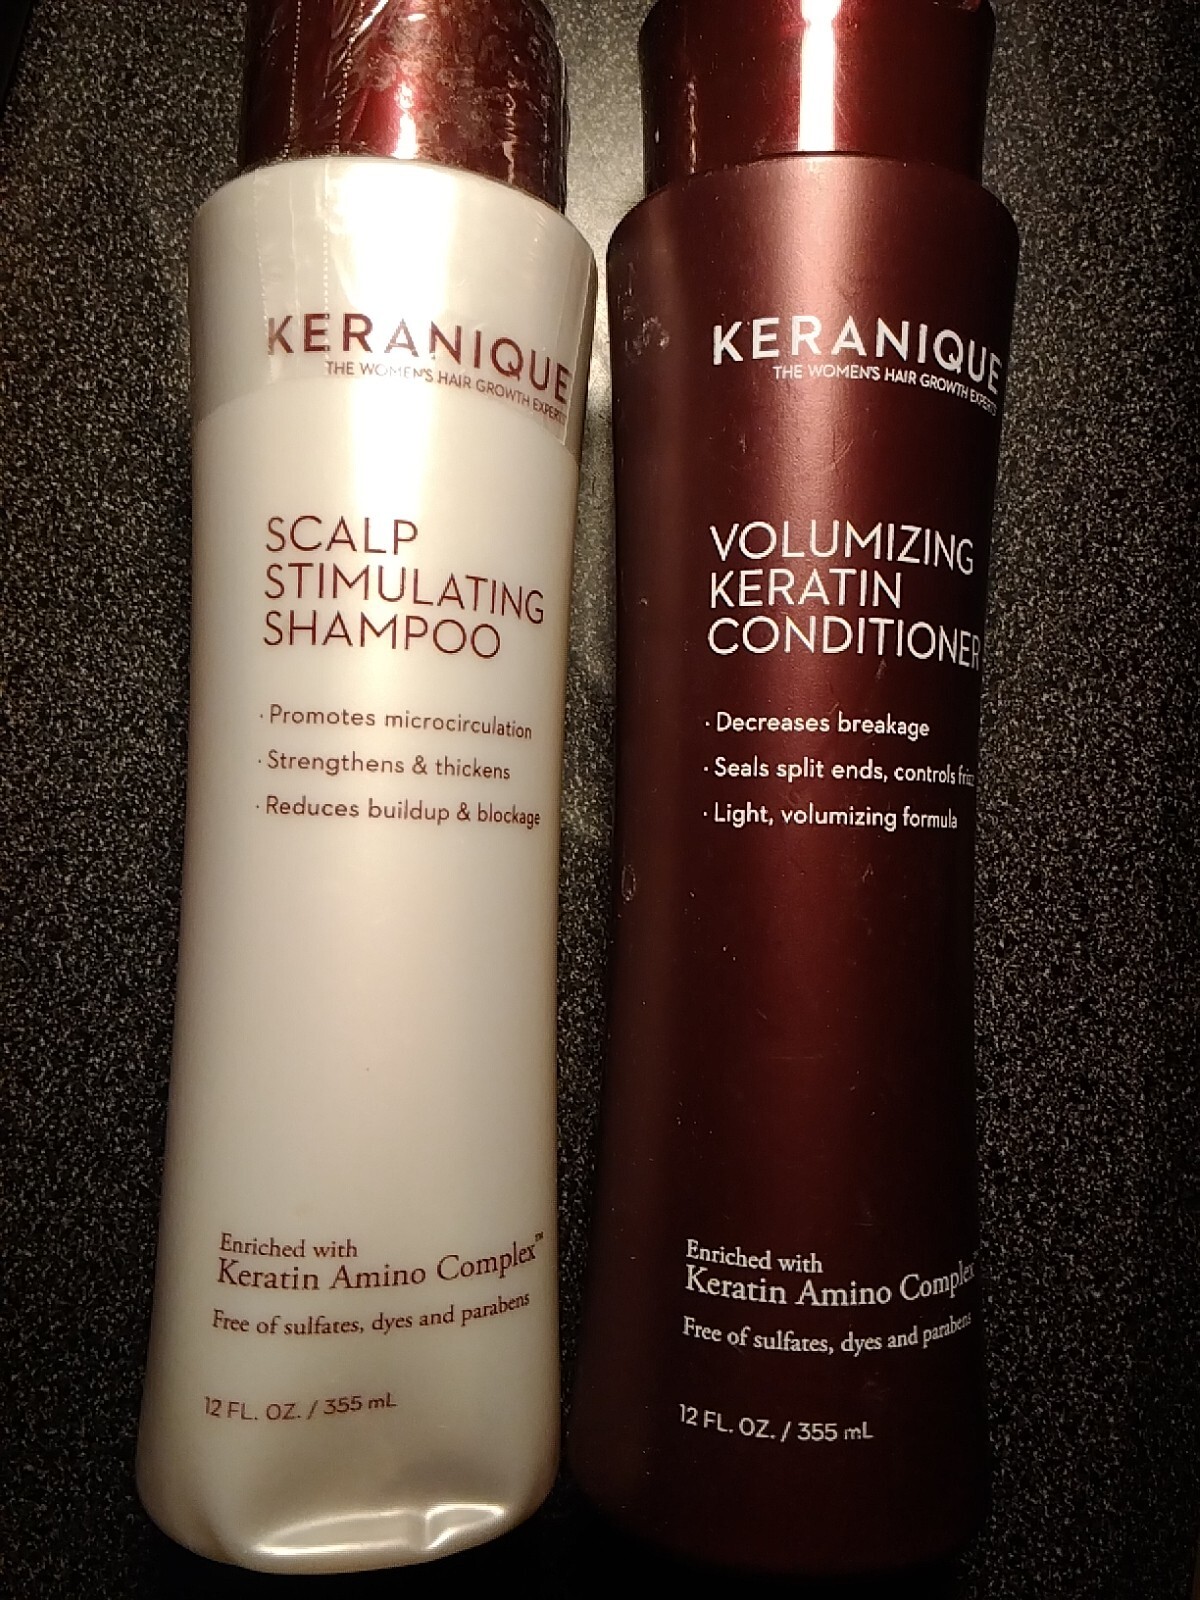 KERANIQUE
THE WOMEN'S HAIR GROWTH EXPERTS
SCALP
STIMULATING
SHAMPOO
· Promotes microcirculation
· Strengthens & thickens
· Reduces buildup & blockage
Enriched with
Keratin Amino Complex™
Free of sulfates, dyes and parabens
12 FL. OZ. / 355 mL
KERANIQUE
THE WOMEN'S HAIR GROWTH EXPERTS
VOLUMIZING
KERATIN
CONDITIONER
· Decreases breakage
· Seals split ends, controls frizz
· Light, volumizing formula
Enriched with
Keratin Amino Complex
Free of sulfates, dyes and parabens
12 FL. OZ. / 355 mL